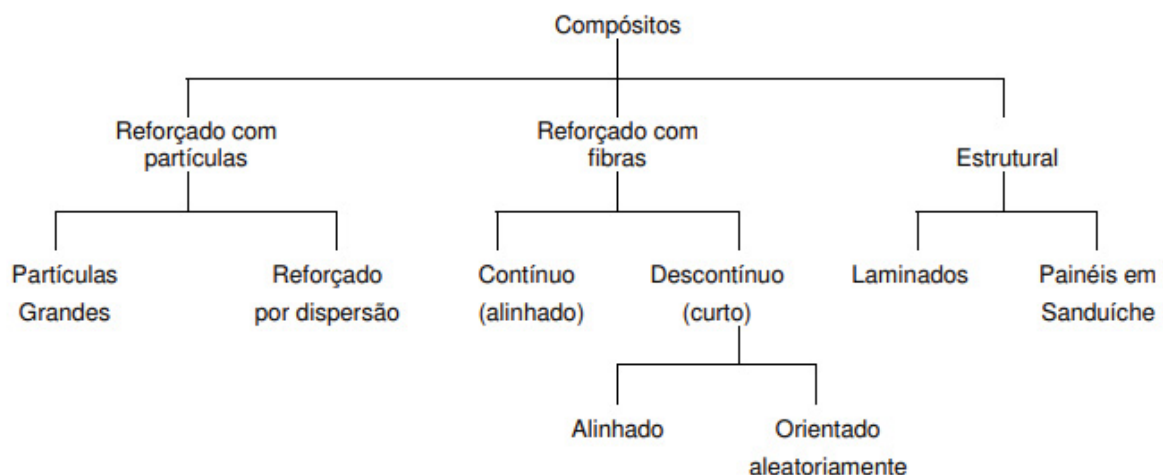 Compósitos
Reforçado com
partículas
Reforçado com
fibras
Estrutural
Partículas
Grandes
Reforçado
por dispersão
Contínuo
(alinhado)
Descontínuo
(curto)
Laminados
Painéis em
Sanduíche
Alinhado
Orientado
aleatoriamente